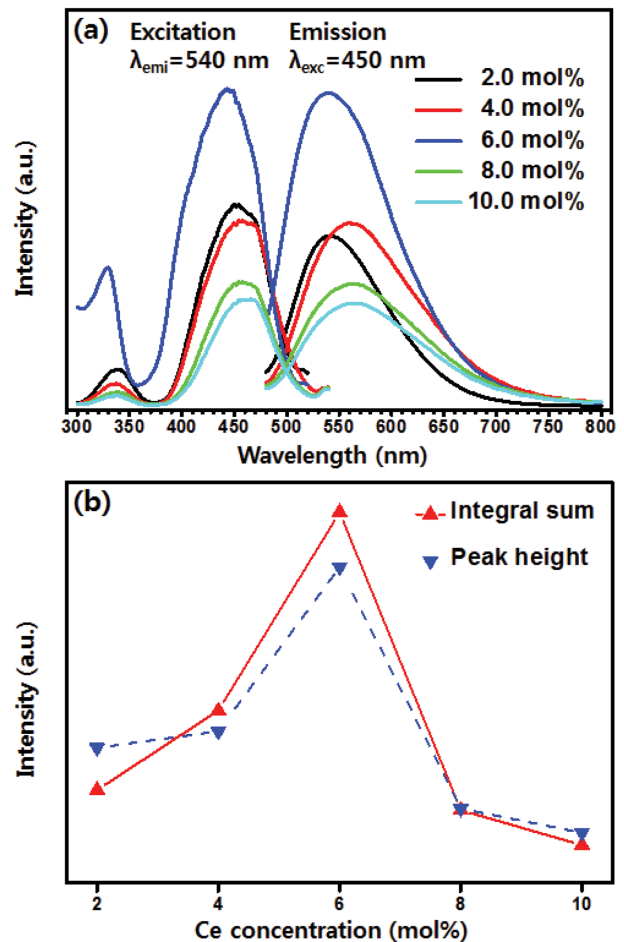 (a)
Excitation Emission
λemi=540 nm λexc=450 nm
2.0 mol%
4.0 mol%
6.0 mol%
8.0 mol%
10.0 mol%
Intensity (a.u.)
300 350 400 450 500 550 600 650 700 750 800
Wavelength (nm)
(b)
Integral sum
Peak height
Intensity (a.u.)
2 4 6 8 10
Ce concentration (mol%)